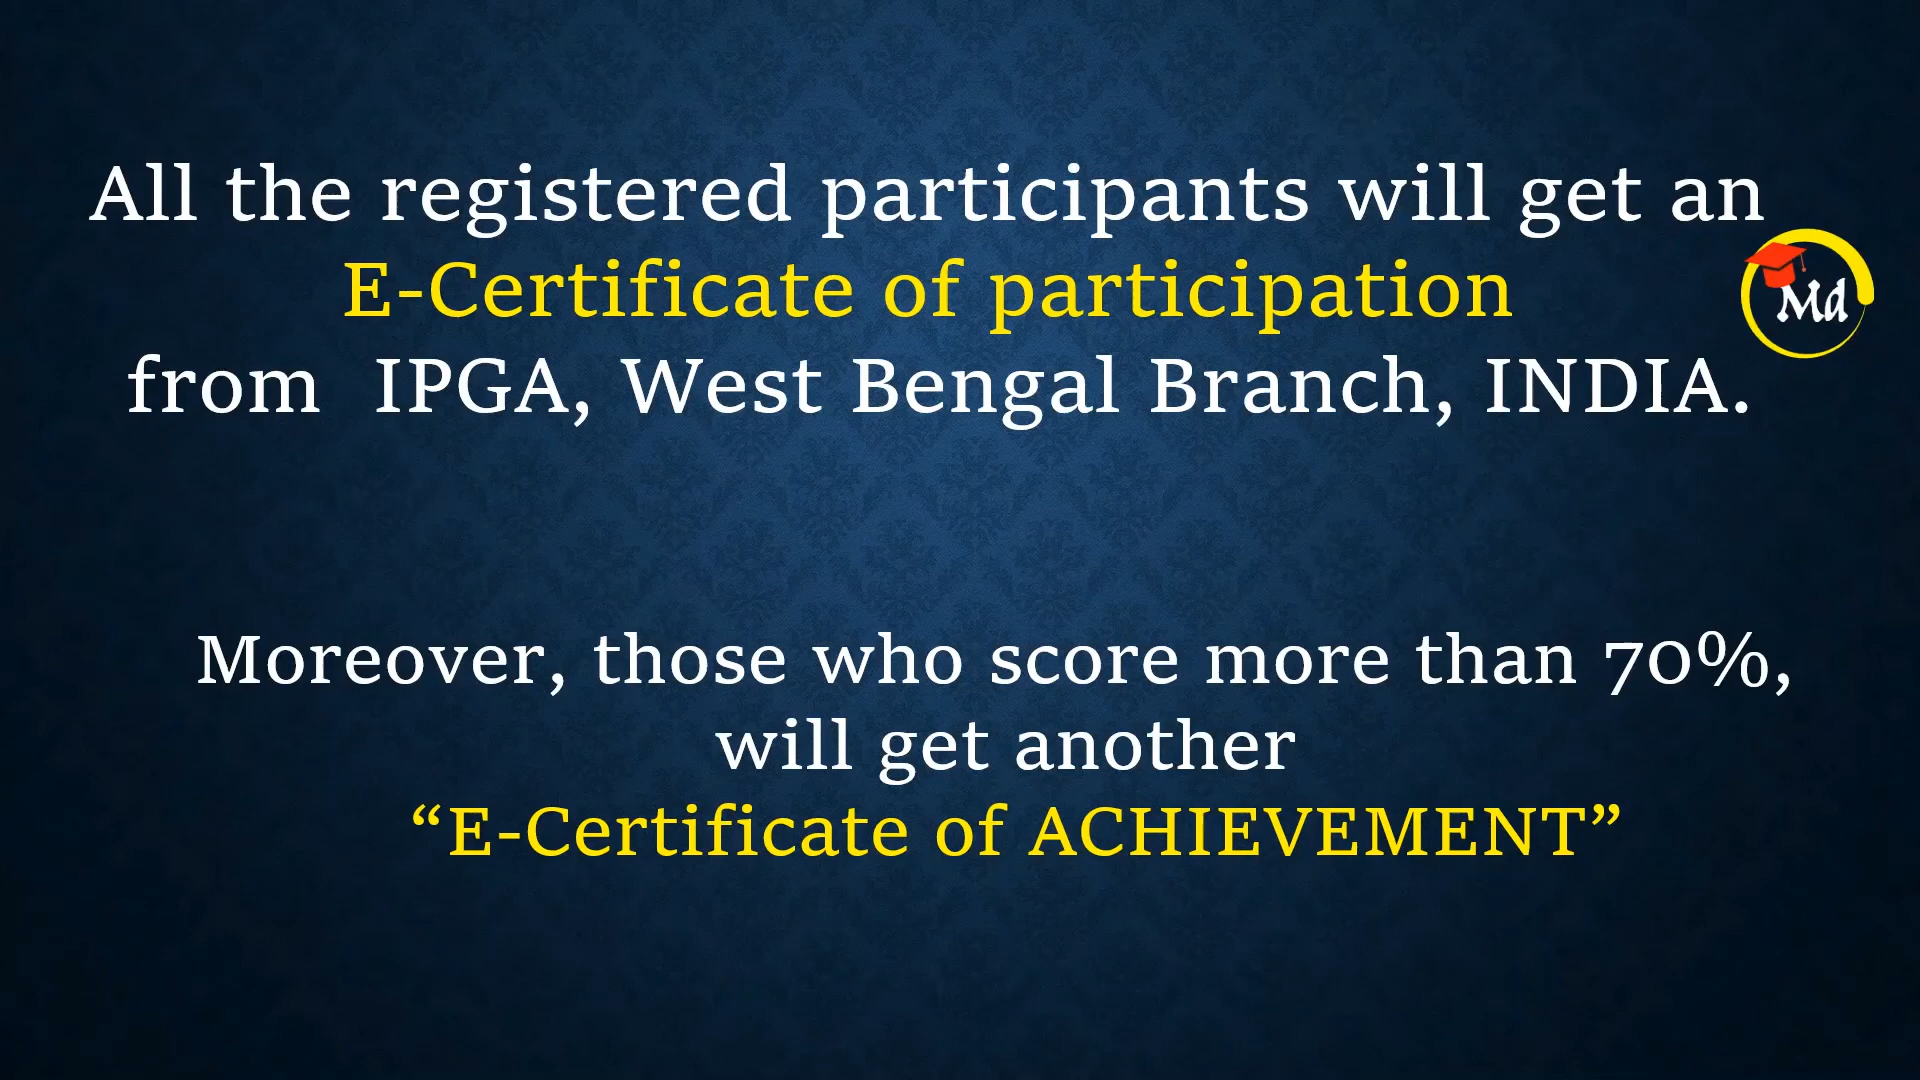 All the registered participants will get an
E-Certificate of participation
from IPGA, West Bengal Branch, INDIA.
Md
Moreover, those who score more than 70%,
will get another
“E-Certificate of ACHIEVEMENT”